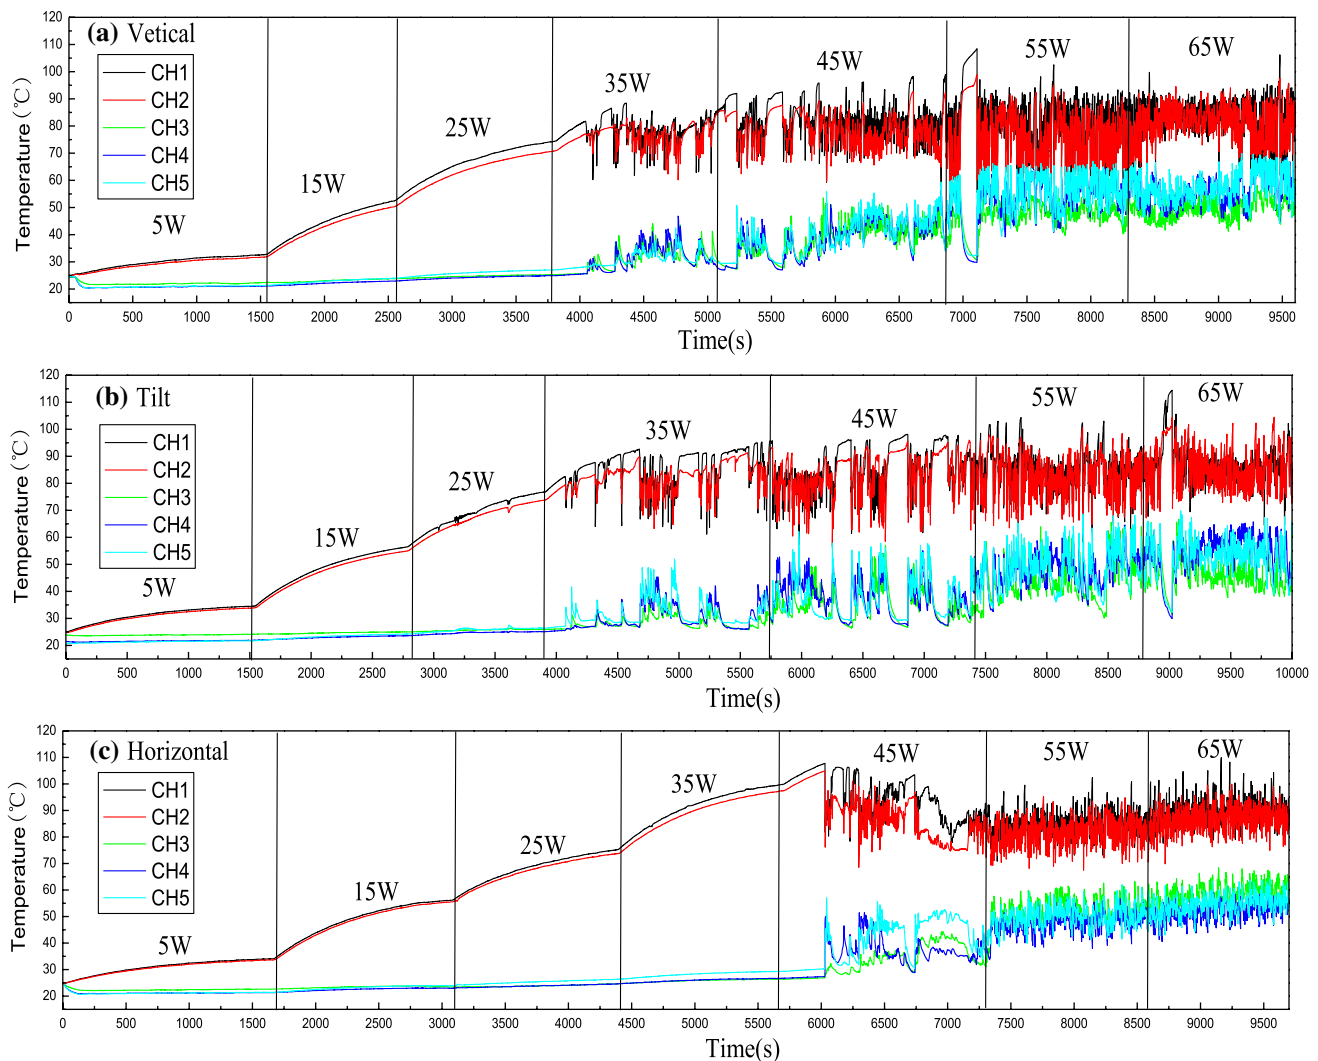 (a) Vetical
CH1
CH2
CH3
CH4
CH5
5W
15W
25W
35W
45W
55W
65W
Temperature (℃)
120
110
100
90
80
70
60
50
40
30
20
0 500 1000 1500 2000 2500 3000 3500 4000 4500 5000 5500 6000 6500 7000 7500 8000 8500 9000 9500
Time(s)
(b) Tilt
CH1
CH2
CH3
CH4
CH5
5W
15W
25W
35W
45W
55W
65W
Temperature (℃)
120
110
100
90
80
70
60
50
40
30
20
0 500 1000 1500 2000 2500 3000 3500 4000 4500 5000 5500 6000 6500 7000 7500 8000 8500 9000 9500 10000
Time(s)
(c) Horizontal
CH1
CH2
CH3
CH4
CH5
5W
15W
25W
35W
45W
55W
65W
Temperature (℃)
120
110
100
90
80
70
60
50
40
30
20
0 500 1000 1500 2000 2500 3000 3500 4000 4500 5000 5500 6000 6500 7000 7500 8000 8500 9000 9500
Time(s)